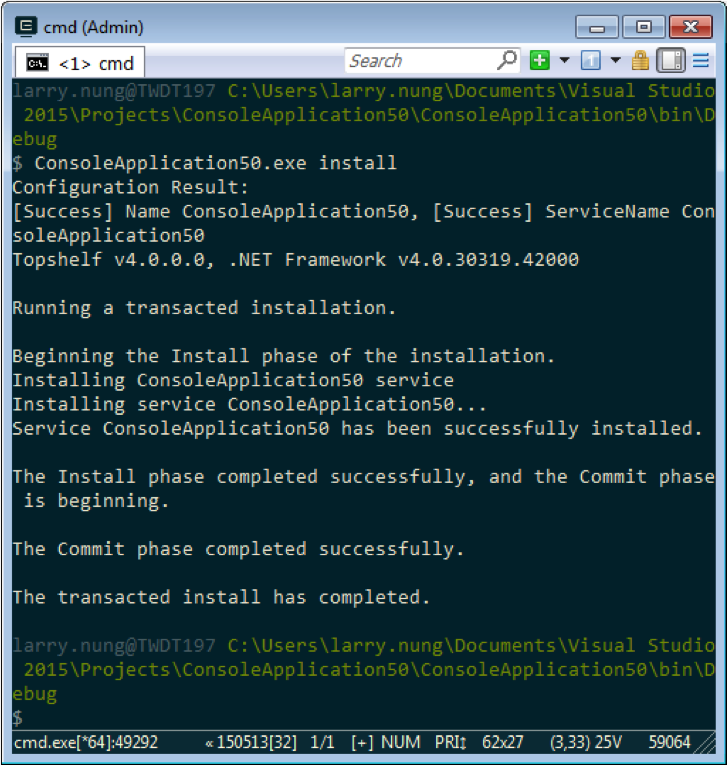 cmd (Admin)
<1> cmd
Search
larry.nung@TWDT197 C:\Users\larry.nung\Documents\Visual Studio
 2015\Projects\ConsoleApplication50\ConsoleApplication50\bin\D
ebug
$ ConsoleApplication50.exe install
Configuration Result:
[Success] Name ConsoleApplication50, [Success] ServiceName Con
soleApplication50
Topshelf v4.0.0.0, .NET Framework v4.0.30319.42000
Running a transacted installation.
Beginning the Install phase of the installation.
Installing ConsoleApplication50 service
Installing service ConsoleApplication50...
Service ConsoleApplication50 has been successfully installed.
The Install phase completed successfully, and the Commit phase
 is beginning.
The Commit phase completed successfully.
The transacted install has completed.
larry.nung@TWDT197 C:\Users\larry.nung\Documents\Visual Studio
 2015\Projects\ConsoleApplication50\ConsoleApplication50\bin\D
ebug
$
cmd.exe[*64]:49292 « 150513[32] 1/1 [+] NUM PRI↕ 62x27 (3,33) 25V 59064